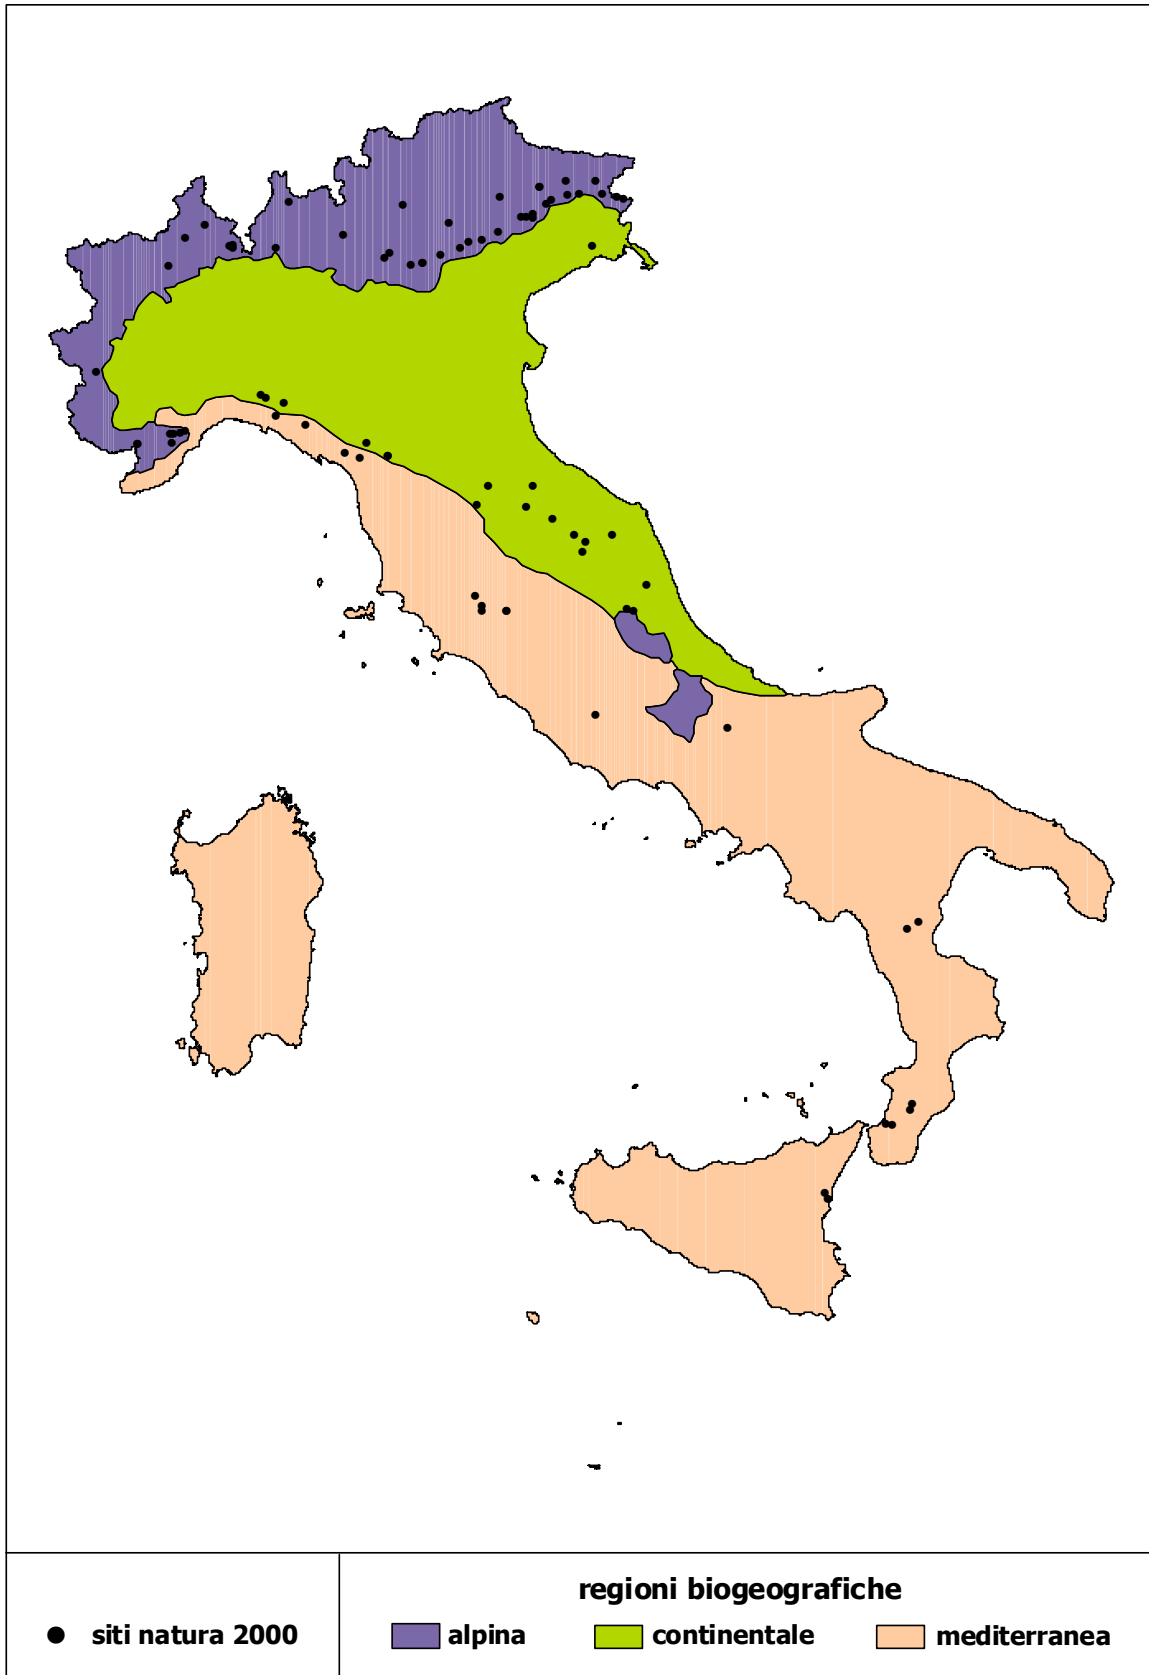 siti natura 2000
regioni biogeografiche
alpina
continentale
mediterranea